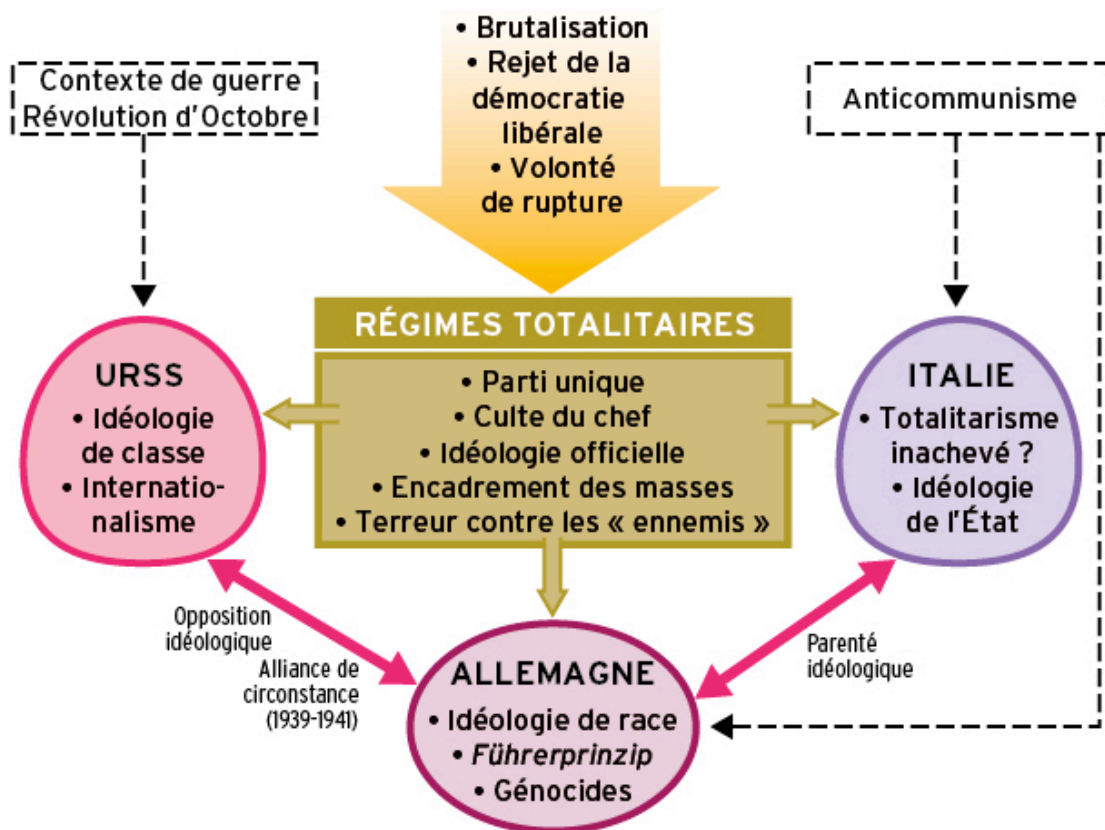 • Brutalisation
• Rejet de la
démocratie
libérale
• Volonté
de rupture
Contexte de guerre
Révolution d'Octobre
Anticommunisme
RÉGIMES TOTALITAIRES
• Parti unique
• Culte du chef
• Idéologie officielle
• Encadrement des masses
• Terreur contre les « ennemis »
URSS
• Idéologie
de classe
• Internatio-
nalisme
ITALIE
• Totalitarisme
inachevé ?
• Idéologie
de l'État
Opposition
idéologique
Alliance de
circonstance
(1939-1941)
Parenté
idéologique
ALLEMAGNE
• Idéologie de race
• Führerprinzip
• Génocides